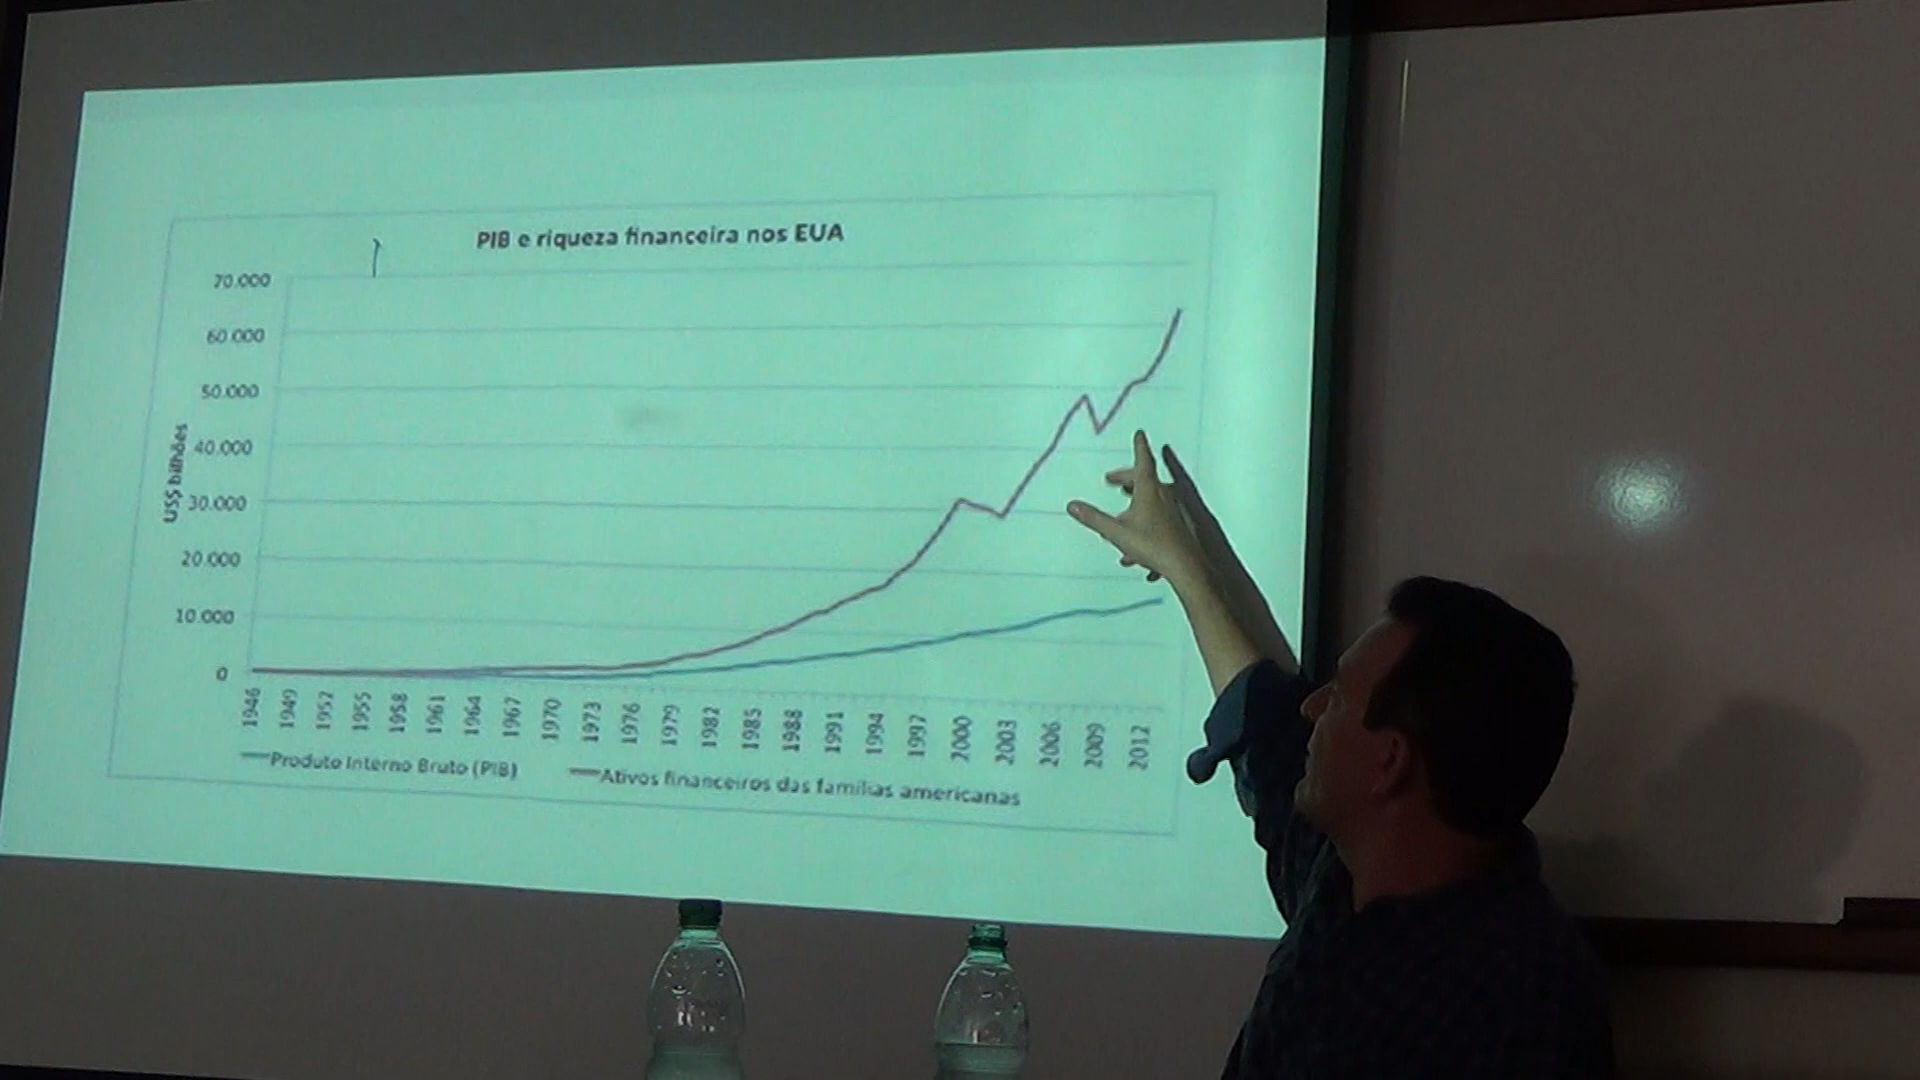 PIB e riqueza financeira nos EUA
70.000
60.000
50.000
40.000
30.000
20.000
10.000
0
US$ bilhões
1946 1949 1952 1955 1958 1961 1964 1967 1970 1973 1976 1979 1982 1985 1988 1991 1994 1997 2000 2003 2006 2009 2012
Produto Interno Bruto (PIB) Ativos financeiros das famílias americanas